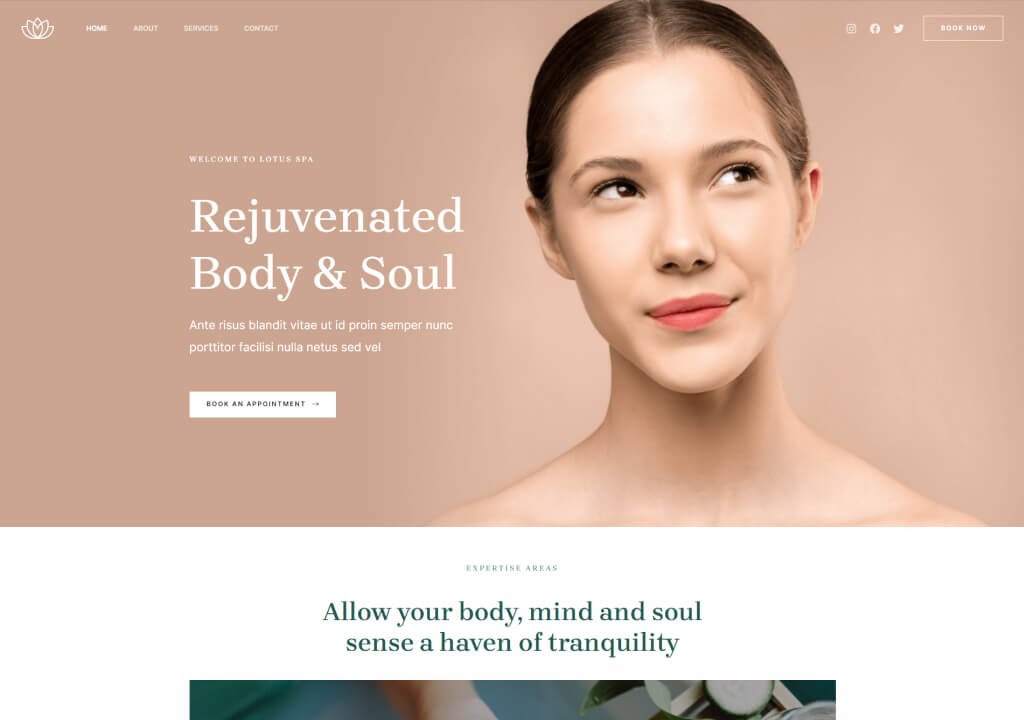 HOME ABOUT SERVICES CONTACT BOOK NOW
WELCOME TO LOTUS SPA
Rejuvenated
Body & Soul
Ante risus blandit vitae ut id proin semper nunc
porttitor facilisi nulla netus sed vel
BOOK AN APPOINTMENT →
EXPERTISE AREAS
Allow your body, mind and soul
sense a haven of tranquility